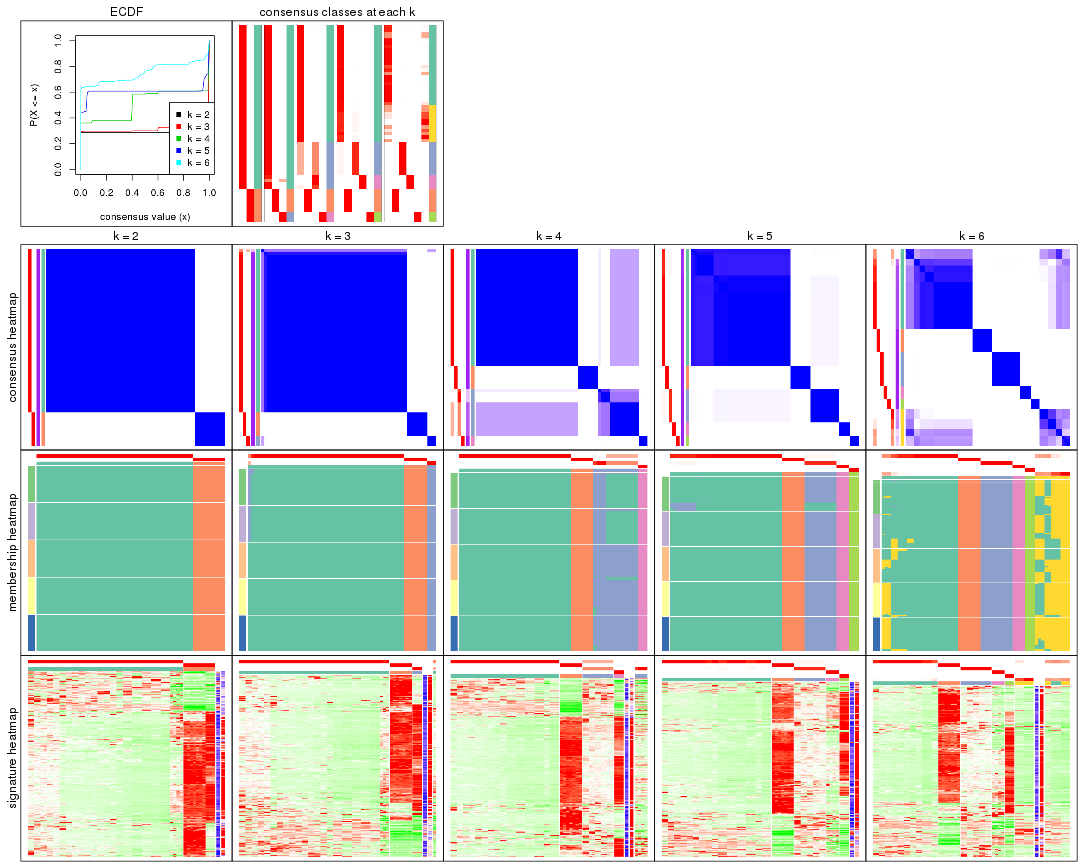 ECDF
consensus classes at each k
P(X <= x)
1.0
0.8
0.6
0.4
0.2
0.0
k = 2
k = 3
k = 4
k = 5
k = 6
0.0 0.2 0.4 0.6 0.8 1.0
consensus value (x)
k = 2
k = 3
k = 4
k = 5
k = 6
consensus heatmap
membership heatmap
signature heatmap